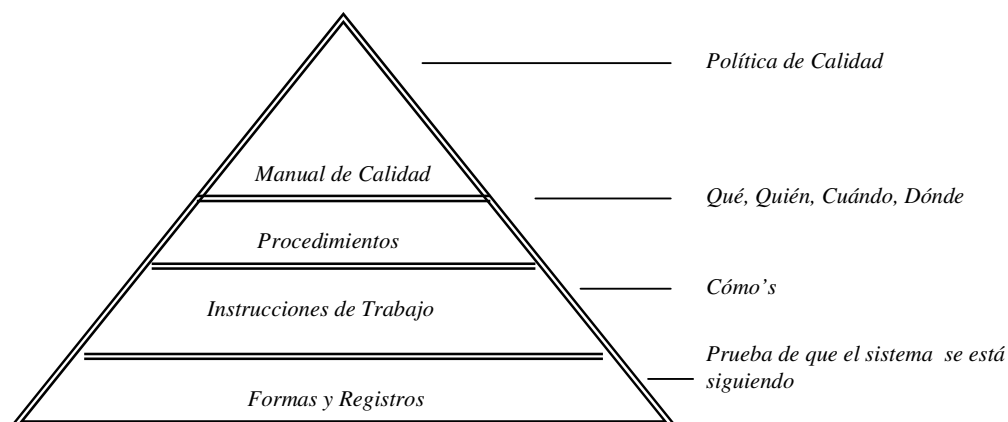 Política de Calidad
Manual de Calidad
Qué, Quién, Cuándo, Dónde
Procedimientos
Cómo’s
Instrucciones de Trabajo
Prueba de que el sistema se está
siguiendo
Formas y Registros